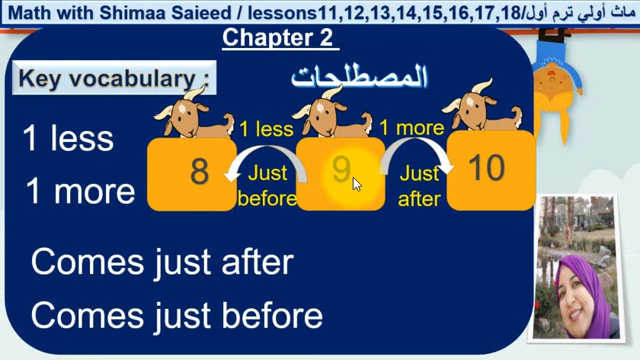 Math with Shimaa Saieed / lessons11,12,13,14,15,16,17,18/ماث أولي ترم أول
Chapter 2
Key vocabulary :
المصطلحات
1 less
1 more
1 less
1 more
8
9
10
Just before
Just after
Comes just after
Comes just before